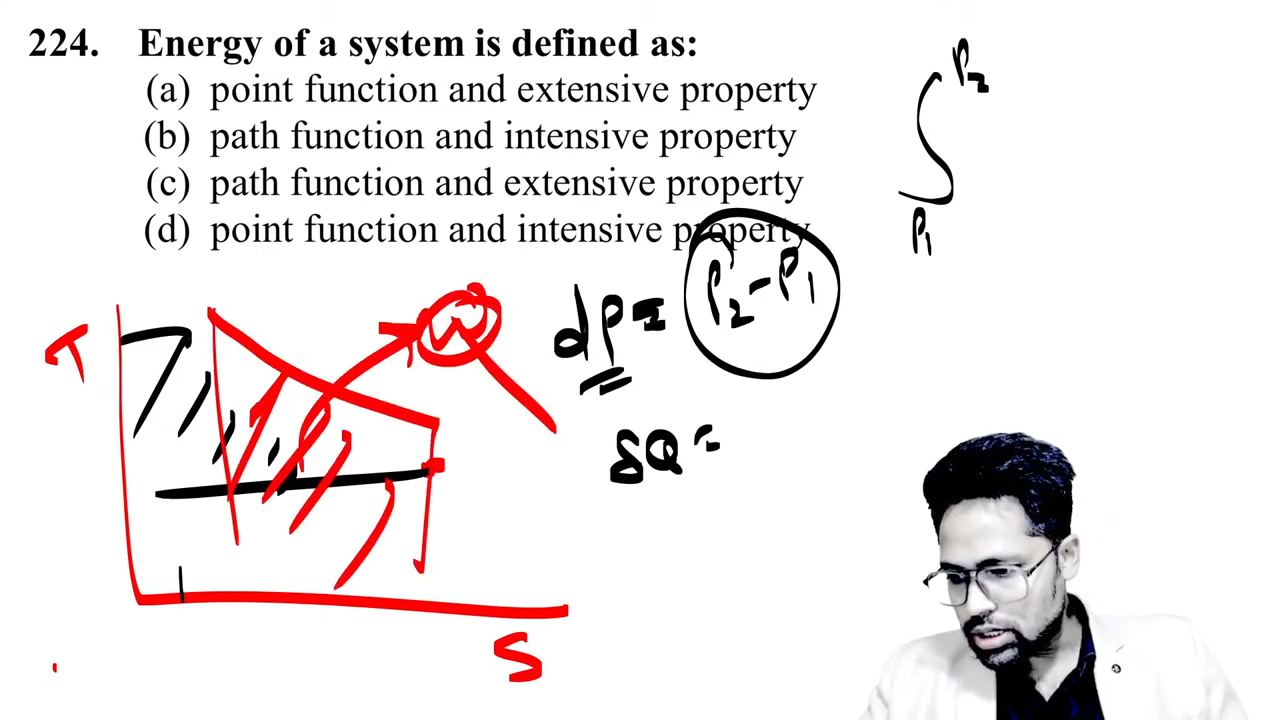 224. Energy of a system is defined as:
(a) point function and extensive property
(b) path function and intensive property
(c) path function and extensive property
(d) point function and intensive property
P2
P1
dp = P2 - P1
δQ =
T
W
S